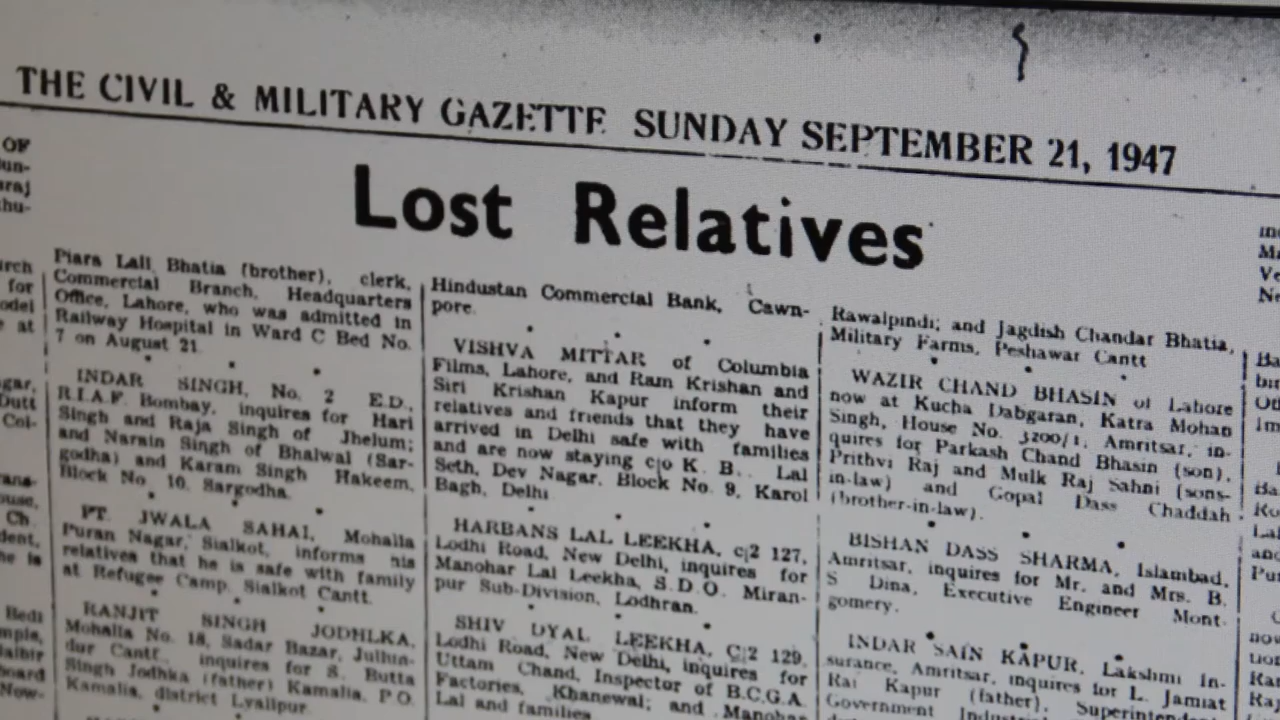 THE CIVIL & MILITARY GAZETTE SUNDAY SEPTEMBER 21, 1947
Lost Relatives
OF
Piara Lall Bhatia (brother), clerk,
Commercial Branch, Headquarters
Office, Lahore, who was admitted in
Railway Hospital in Ward C Bed No.
7 on August 21.
INDAR SINGH, No. 2 E.D.,
R.I.A.F. Bombay, inquires for Hari
Singh and Raja Singh of Jhelum;
and Narain Singh of Bhalwal (Sar-
godha) and Karam Singh Hakeem,
Block No. 10, Sargodha.
PT. JWALA SAHAI, Mohalla
Puran Nagar, Sialkot, informs his
relatives that he is safe with family
at Refugee Camp, Sialkot Cantt.
RANJIT SINGH JODHLKA,
Mohalla No. 18, Sadar Bazar, Jullun-
dur Cantt., inquires for S. Butta
Singh Jodhka (father) Kamalia, P.O.
Kamalia, district Lyallpur.
Hindustan Commercial Bank, Cawn-
pore.
VISHVA MITTAR of Columbia
Films, Lahore, and Ram Krishan and
Siri Krishan Kapur inform their
relatives and friends that they have
arrived in Delhi safe with families
and are now staying c|o K. B. Lal
Seth, Dev Nagar, Block No. 9, Karol
Bagh, Delhi
HARBANS LAL LEEKHA, c|2 127,
Lodhi Road, New Delhi, inquires for
Manohar Lal Leekha, S.D.O. Miran-
pur Sub-Division, Lodhran.
SHIV DYAL LEEKHA, C|2 129,
Lodhi Road, New Delhi, inquires for
Uttam Chand, Inspector of B.C.G.A.
Factories, Khanewal; and Manohar
Lal and families
Rawalpindi; and Jagdish Chandar Bhatia,
Military Farms, Peshawar Cantt
WAZIR CHAND BHASIN of Lahore
now at Kucha Dabgaran, Katra Mohan
Singh, House No. 3200/1, Amritsar, in-
quires for Parkash Chand Bhasin (son),
Prithvi Raj and Mulk Raj Sahni (sons-
in-law) and Gopal Dass Chaddah
(brother-in-law).
BISHAN DASS SHARMA, Islambad,
Amritsar, inquires for Mr. and Mrs. B.
S Dina, Executive Engineer Mont-
gomery.
INDAR SAIN KAPUR, Lakshmi In-
surance, Amritsar, inquires for L. Jamiat
Rai Kapur (father), Superintend
Government